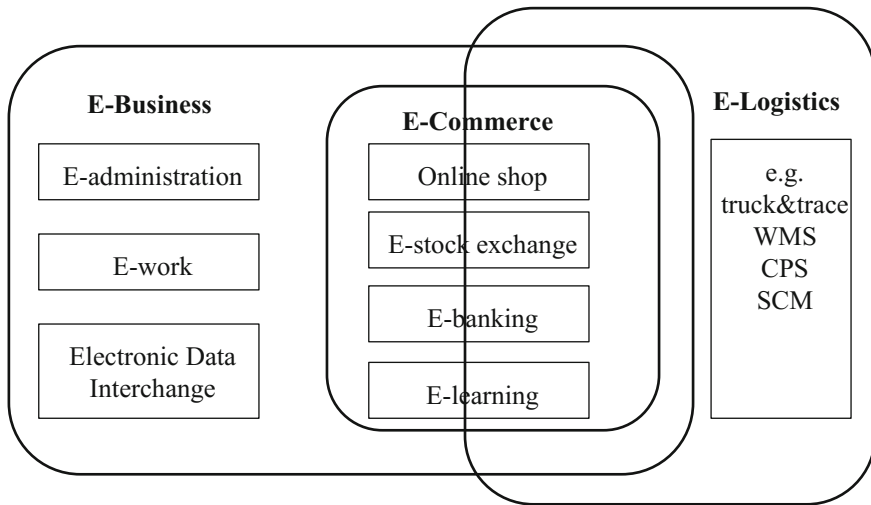 E-Business
E-administration
E-work
Electronic Data
Interchange
E-Commerce
Online shop
E-stock exchange
E-banking
E-learning
E-Logistics
e.g.
truck&trace
WMS
CPS
SCM